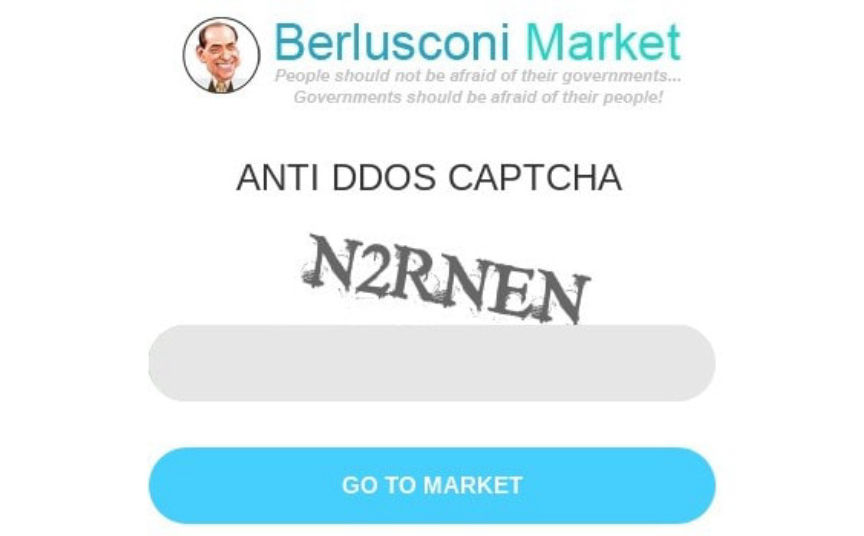 Berlusconi Market
People should not be afraid of their governments...
Governments should be afraid of their people!
ANTI DDOS CAPTCHA
N2RNEN
GO TO MARKET